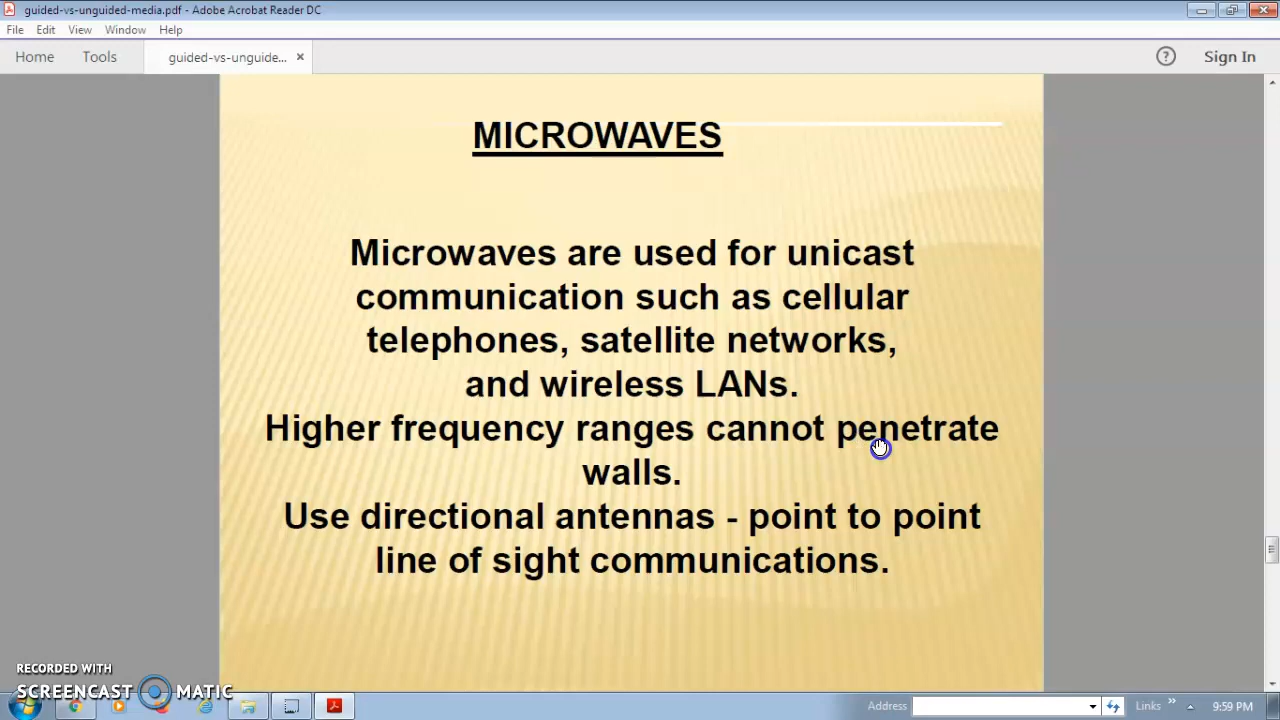 guided-vs-unguided-media.pdf - Adobe Acrobat Reader DC
File Edit View Window Help
Home Tools guided-vs-unguide... × Sign In
MICROWAVES
Microwaves are used for unicast
communication such as cellular
telephones, satellite networks,
and wireless LANs.
Higher frequency ranges cannot penetrate
walls.
Use directional antennas - point to point
line of sight communications.
RECORDED WITH
SCREENCAST MATIC
Address Links » 9:59 PM